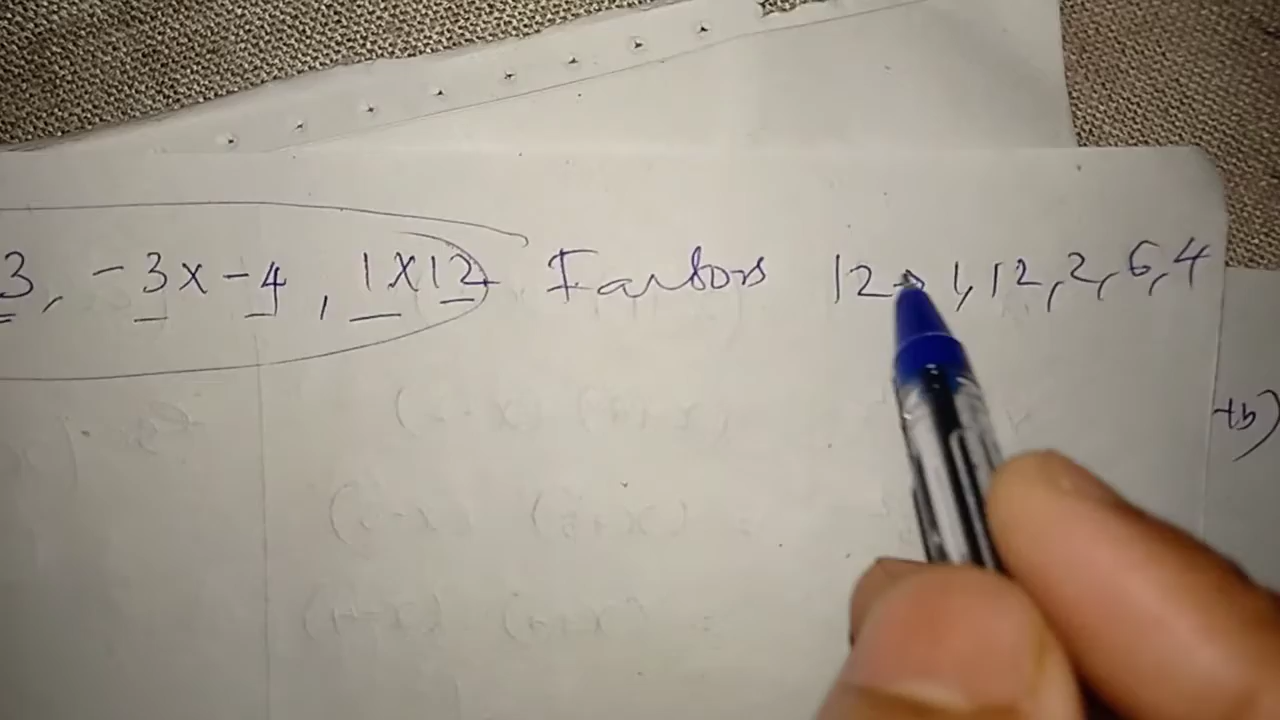 3, -3x-4, 1x12 Factors 12→ 1,12,2,6,4
+b)